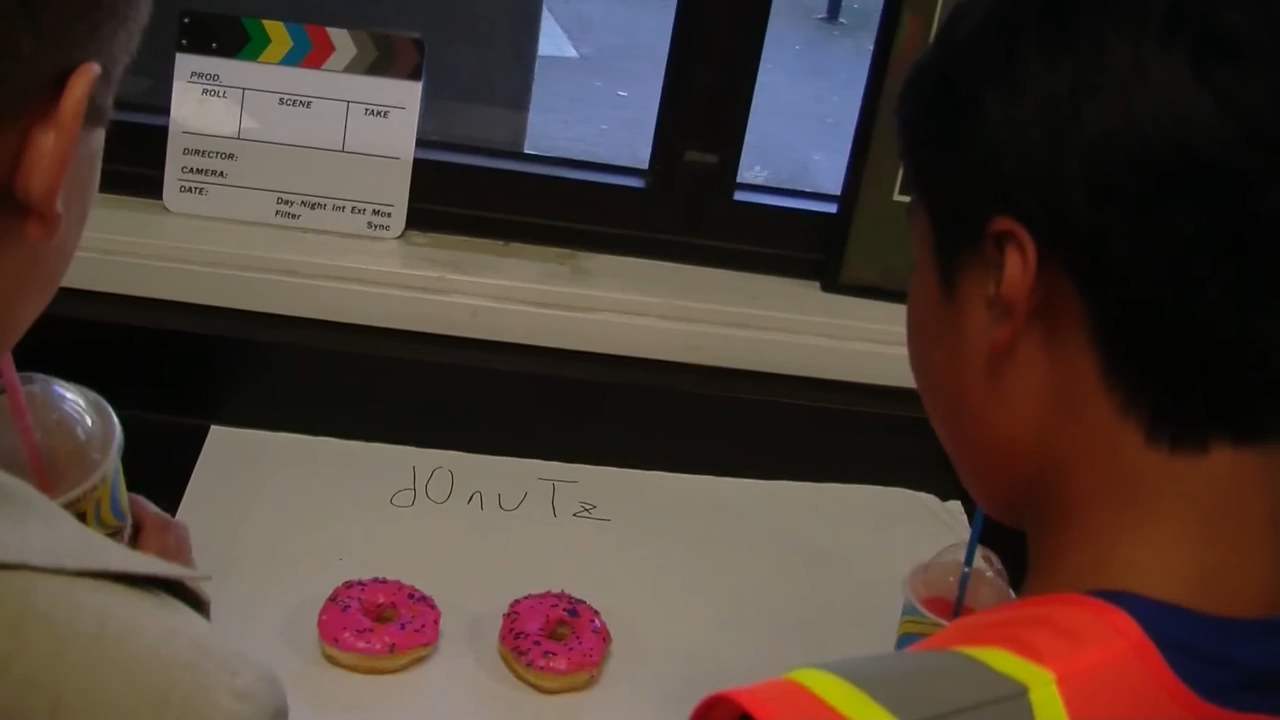 PROD.
ROLL SCENE TAKE
DIRECTOR:
CAMERA:
DATE: Day-Night Int Ext Mos
Filter Sync
dOnuTz